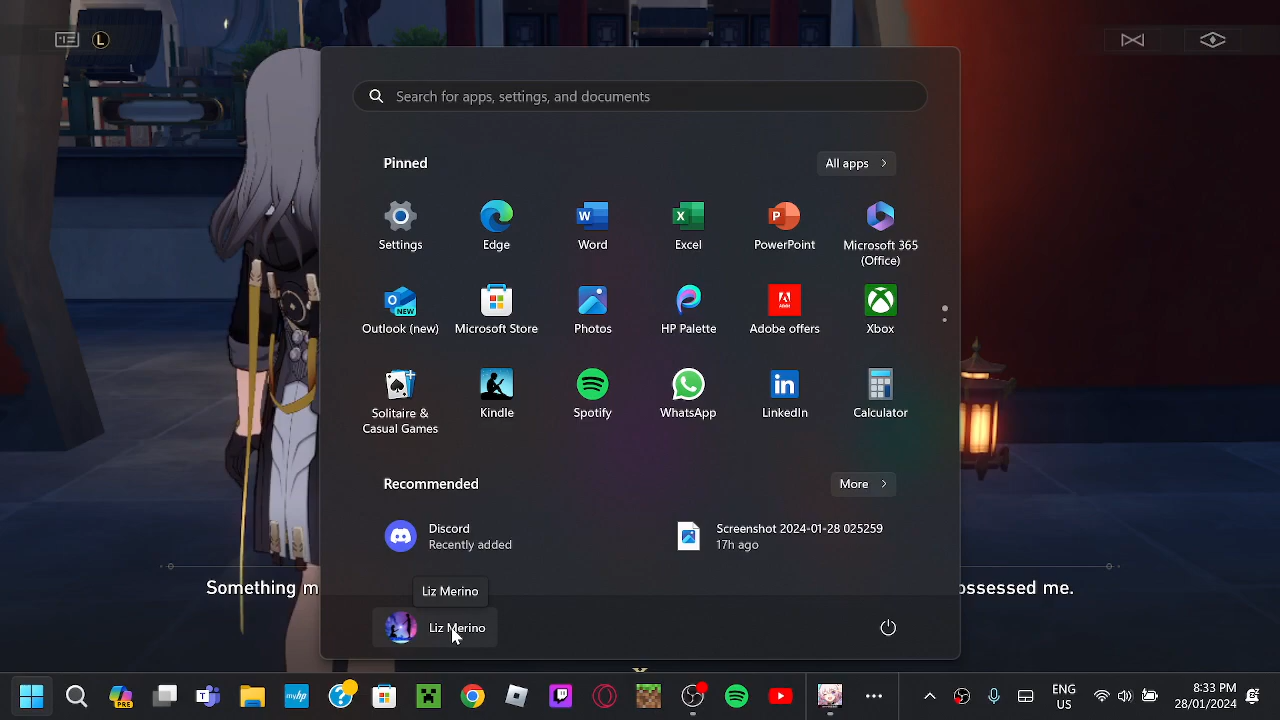 L
Search for apps, settings, and documents
Pinned
All apps
Settings
Edge
Word
Excel
PowerPoint
Microsoft 365
(Office)
Outlook (new)
Microsoft Store
Photos
HP Palette
Adobe offers
Xbox
Solitaire &
Casual Games
Kindle
Spotify
WhatsApp
LinkedIn
Calculator
Recommended
More
Discord
Recently added
Screenshot 2024-01-28 025259
17h ago
Something m
ossessed me.
Liz Merino
Liz Merino
ENG
US
8:33 PM
28/01/2024